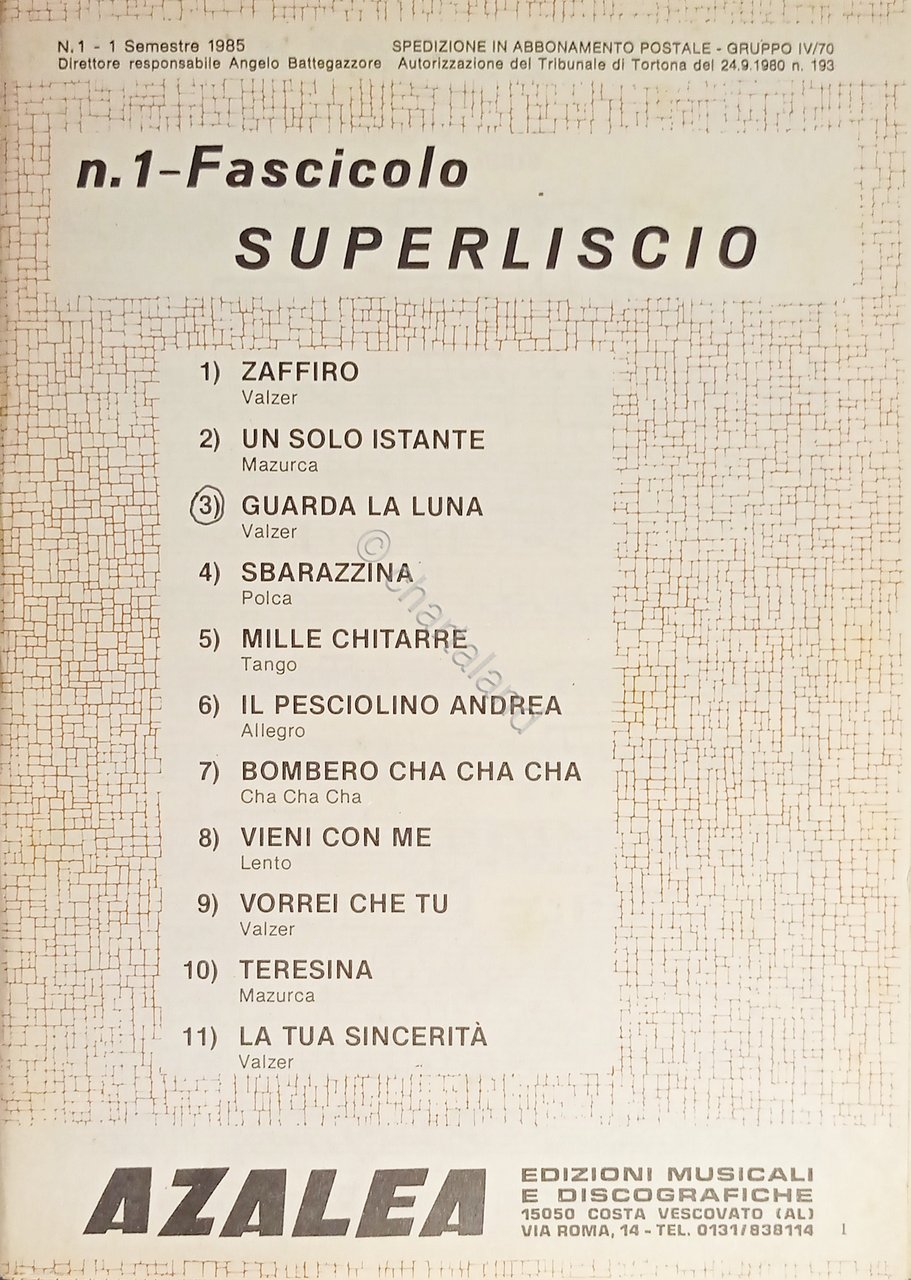 N.1 - 1 Semestre 1985 SPEDIZIONE IN ABBONAMENTO POSTALE - GRUPPO IV/70
Direttore responsabile Angelo Battegazzore Autorizzazione del Tribunale di Tortona del 24.9.1980 n. 193
n.1-Fascicolo
SUPERLISCIO
1) ZAFFIRO
Valzer
2) UN SOLO ISTANTE
Mazurca
3) GUARDA LA LUNA
Valzer
4) SBARAZZINA
Polca
5) MILLE CHITARRE
Tango
6) IL PESCIOLINO ANDREA
Allegro
7) BOMBERO CHA CHA CHA
Cha Cha Cha
8) VIENI CON ME
Lento
9) VORREI CHE TU
Valzer
10) TERESINA
Mazurca
11) LA TUA SINCERITÀ
Valzer
© chartaland
AZALEA
EDIZIONI MUSICALI
E DISCOGRAFICHE
15050 COSTA VESCOVATO (AL)
VIA ROMA, 14 - TEL. 0131/838114 1